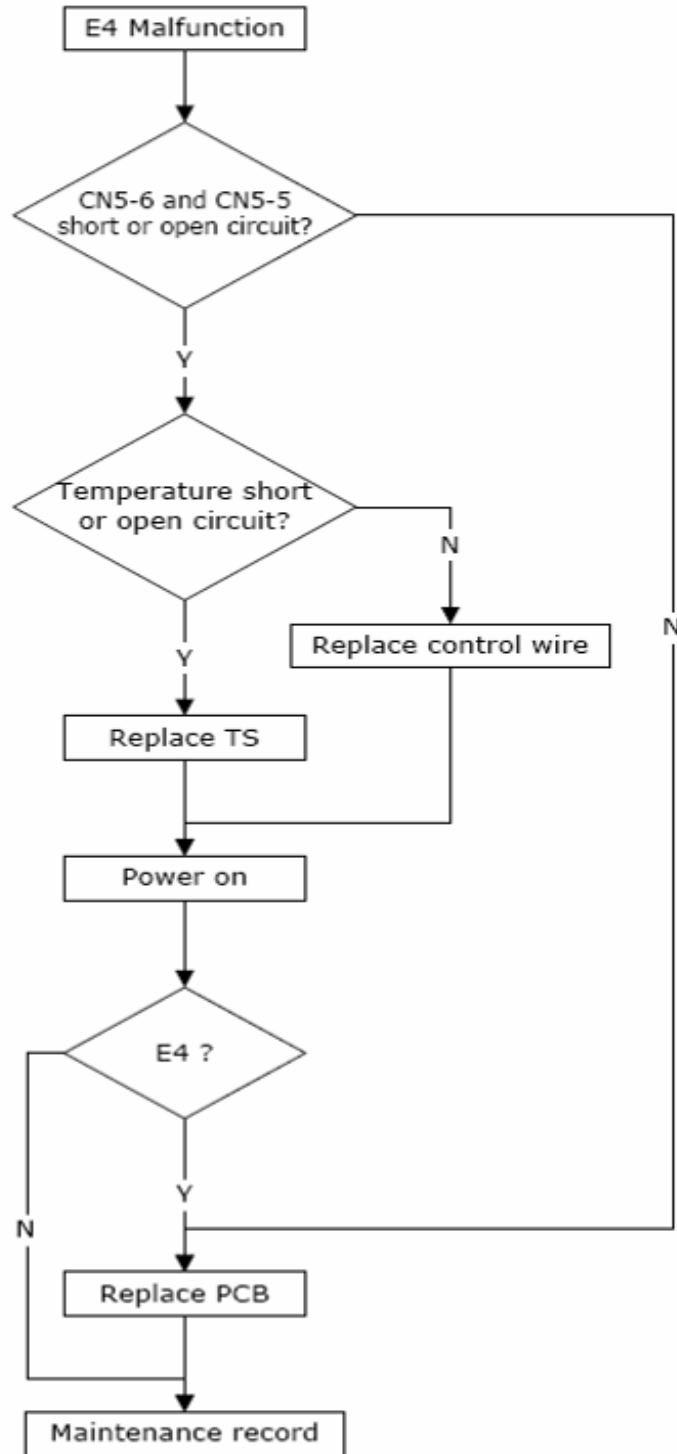 E4 Malfunction
CN5-6 and CN5-5
short or open circuit?
Y
Temperature short
or open circuit?
N
N
Replace control wire
Y
Replace TS
Power on
E4 ?
Y
N
Replace PCB
Maintenance record